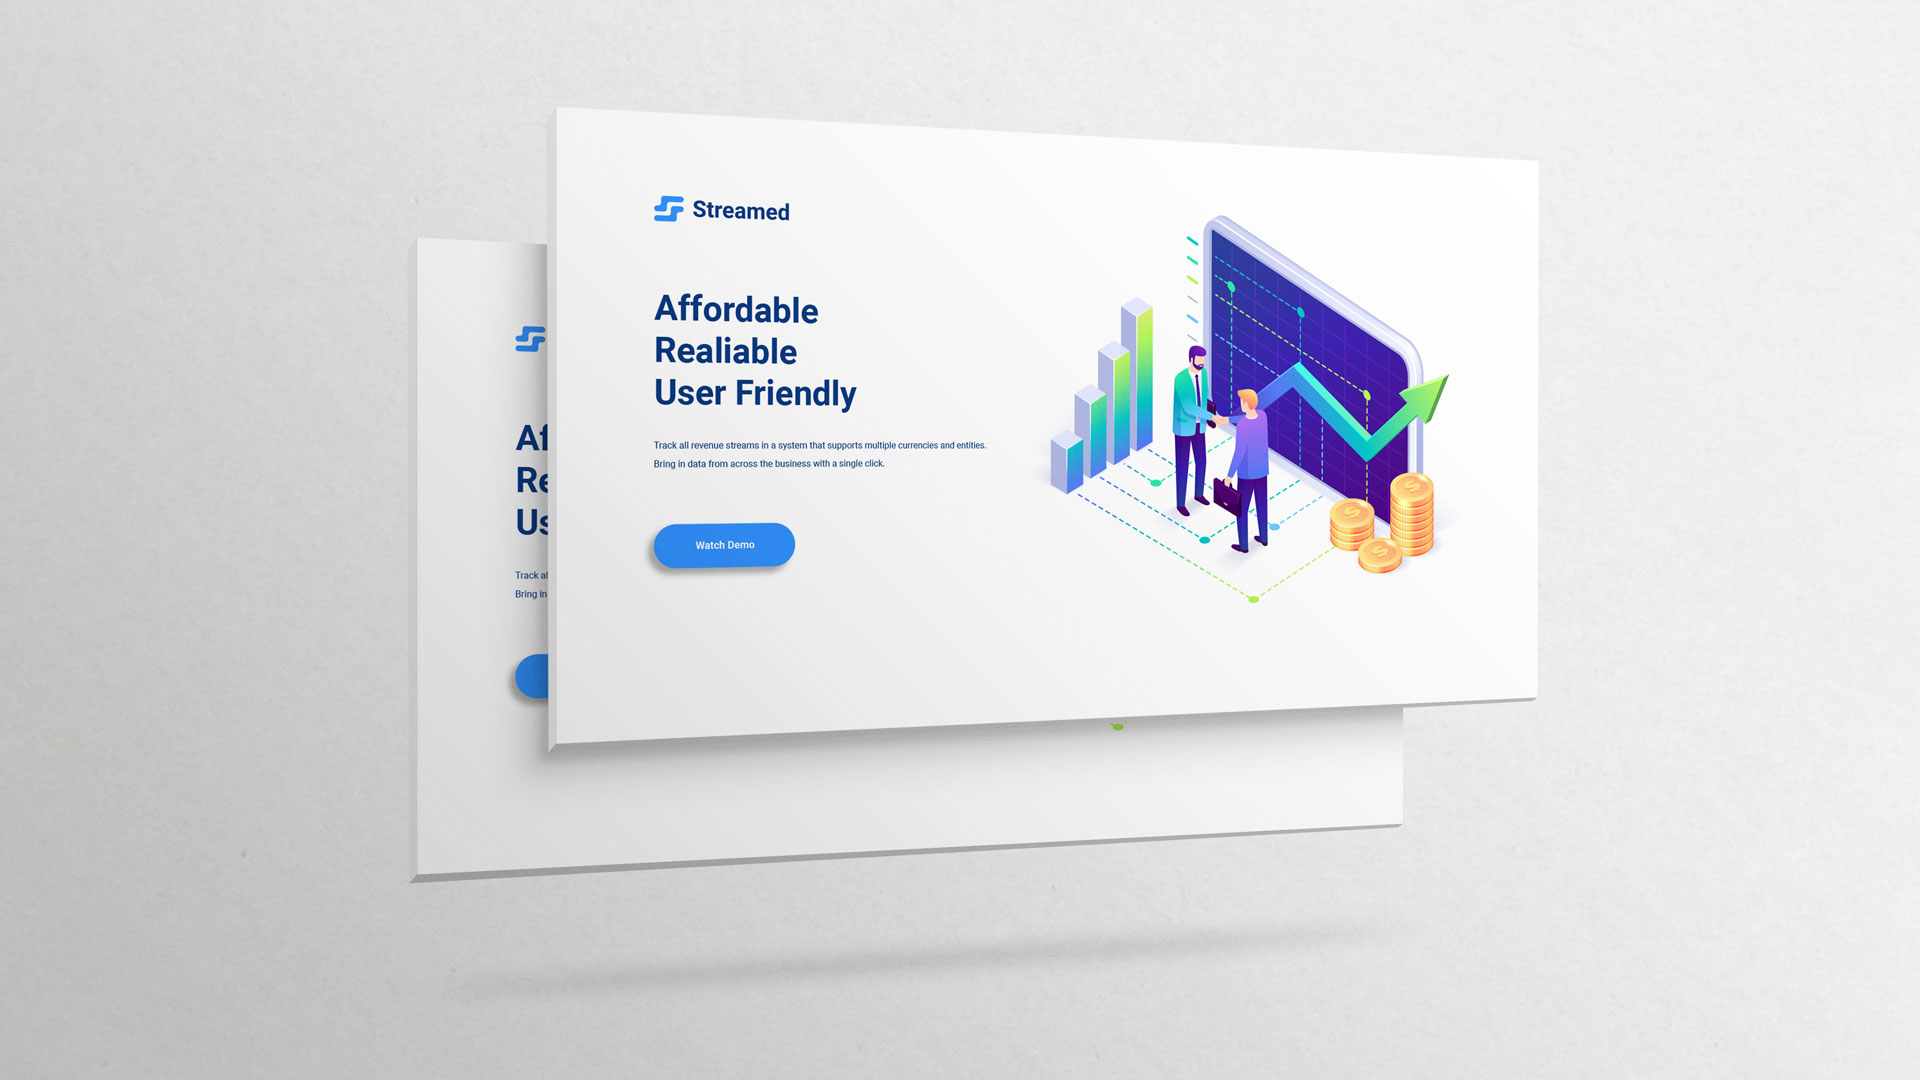 Streamed
Affordable
Realiable
User Friendly
Track all revenue streams in a system that supports multiple currencies and entities.
Bring in data from across the business with a single click.
Watch Demo
Af
Re
Us
Track al
Bring in